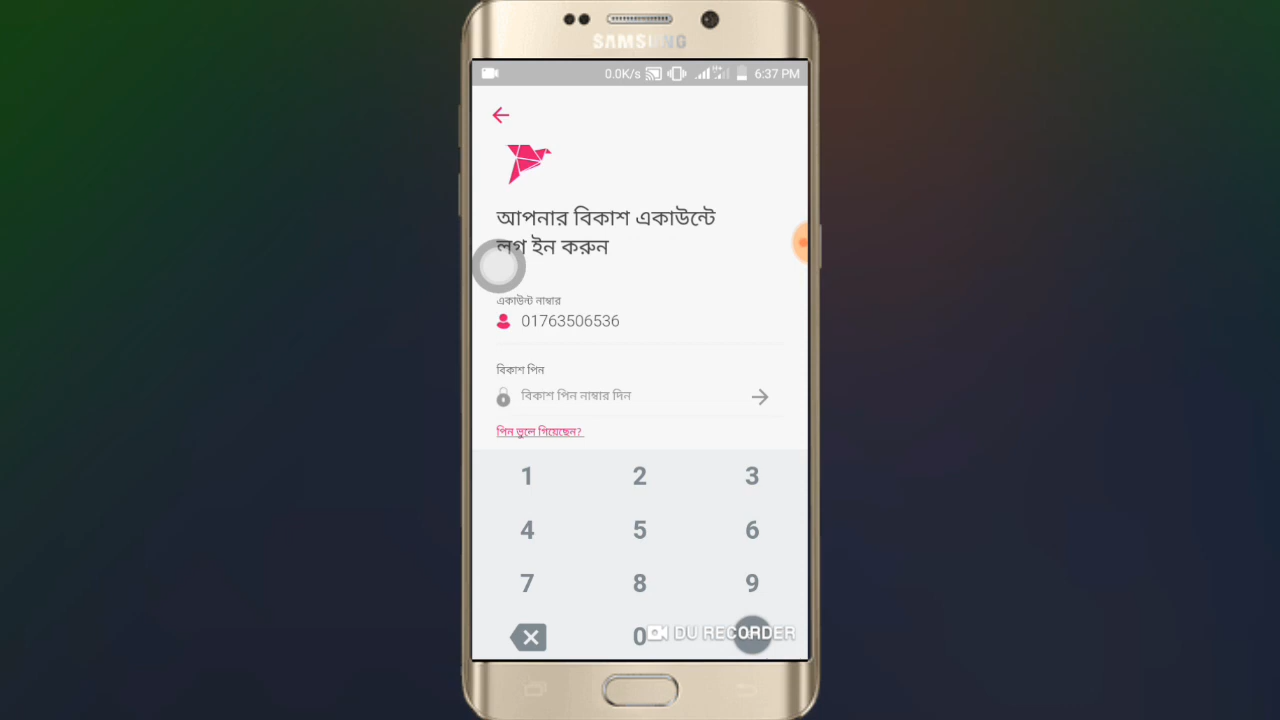 SAMSUNG
0.0K/s 6:37 PM
আপনার বিকাশ একাউন্টে
লগ ইন করুন
একাউন্ট নাম্বার
01763506536
বিকাশ পিন
বিকাশ পিন নাম্বার দিন
পিন ভুলে গিয়েছেন?
1 2 3
4 5 6
7 8 9
0 DU RECORDER